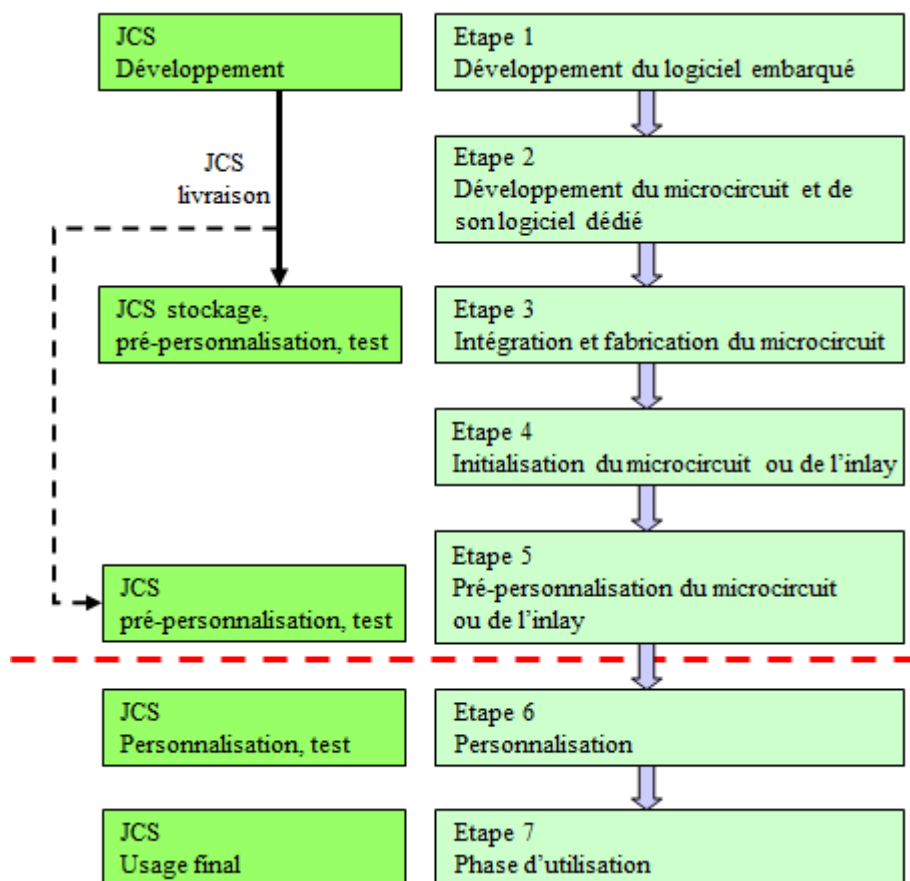 JCS
Développement
Etape 1
Développement du logiciel embarqué
JCS
livraison
Etape 2
Développement du microcircuit et de
son logiciel dédié
JCS stockage,
pré-personnalisation, test
Etape 3
Intégration et fabrication du microcircuit
Etape 4
Initialisation du microcircuit ou de l'inlay
JCS
pré-personnalisation, test
Etape 5
Pré-personnalisation du microcircuit
ou de l'inlay
JCS
Personnalisation, test
Etape 6
Personnalisation
JCS
Usage final
Etape 7
Phase d'utilisation